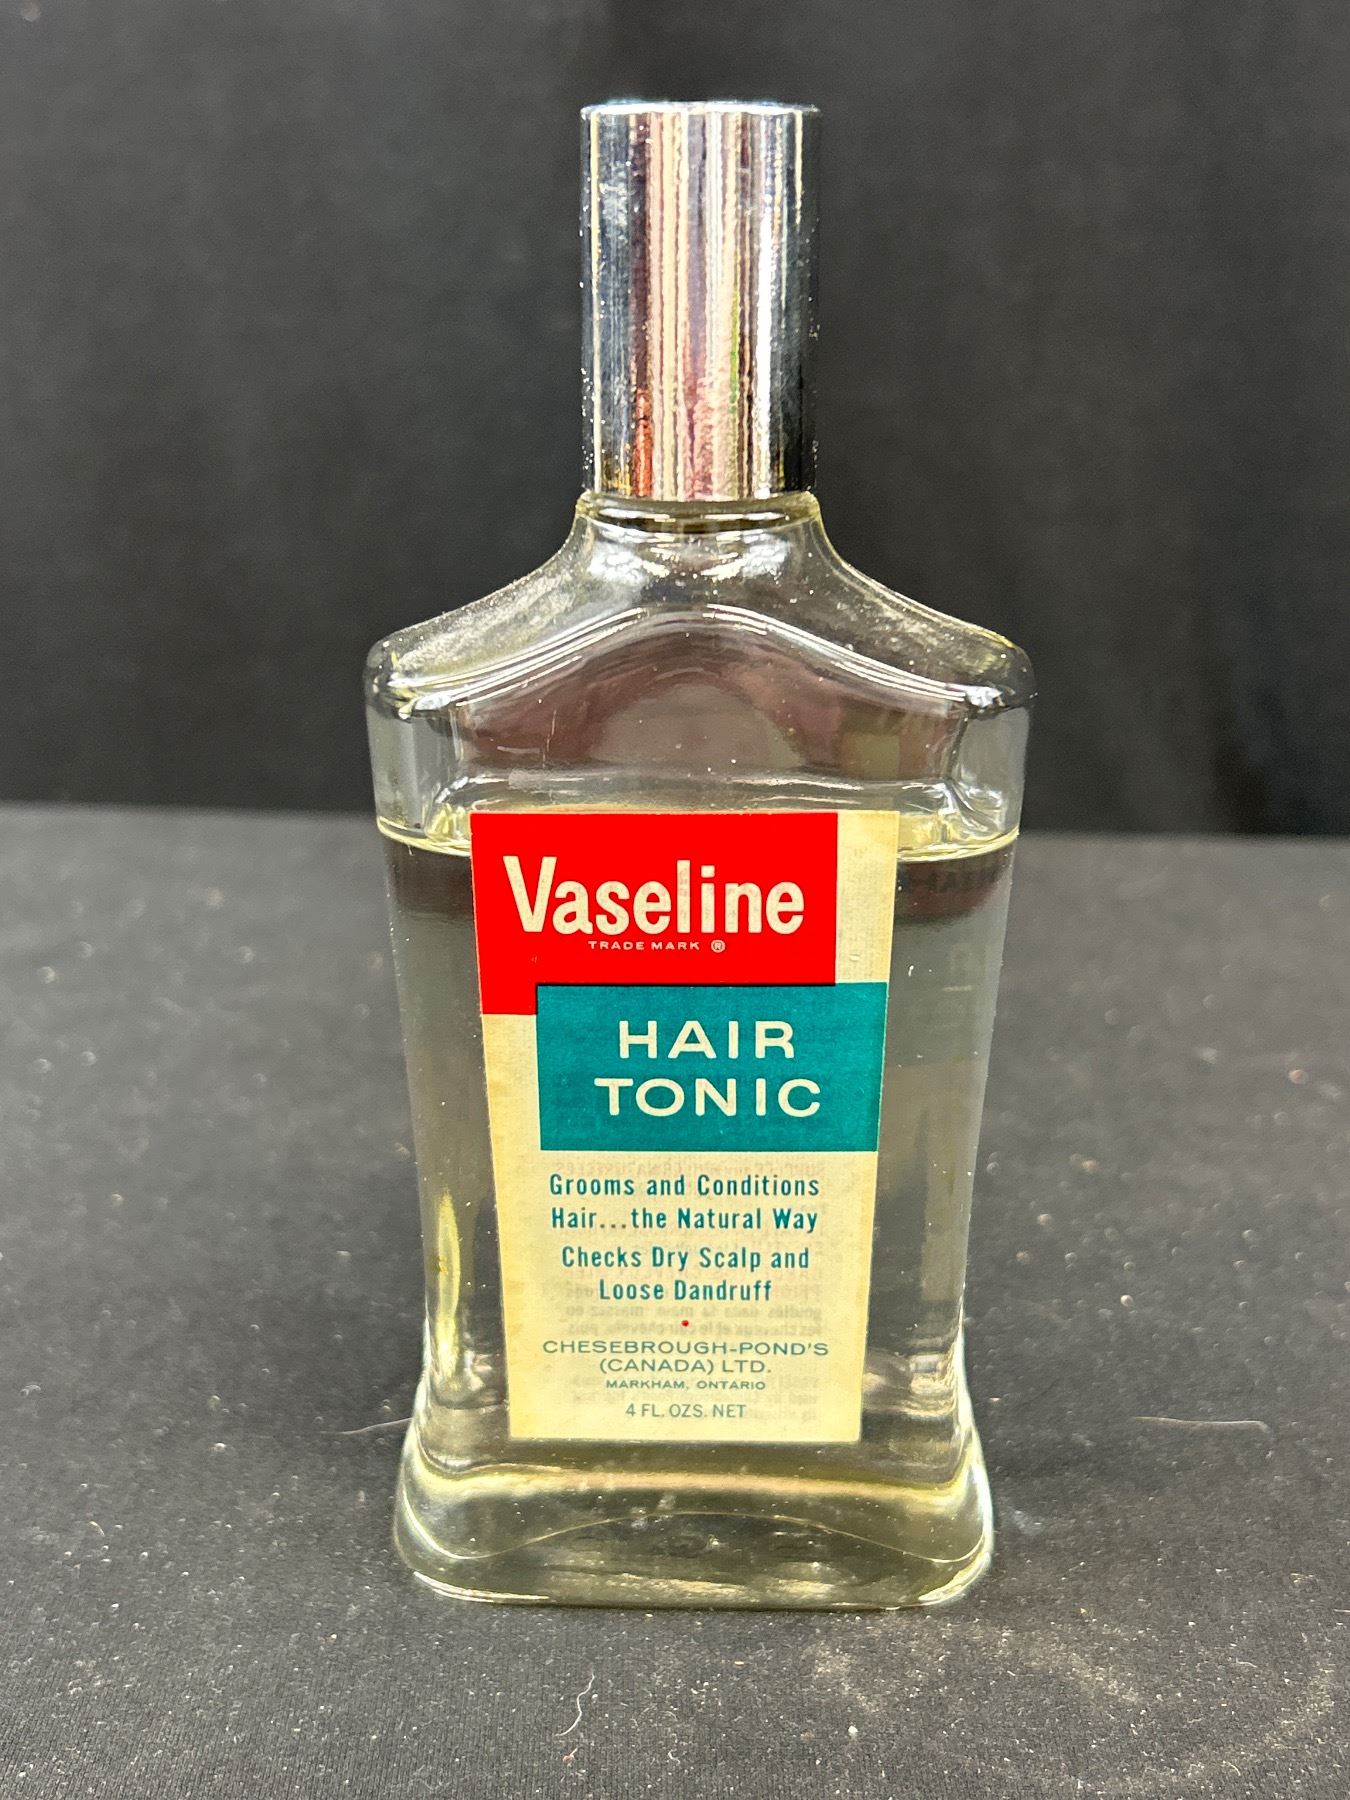 Vaseline
TRADE MARK ®
HAIR
TONIC
Grooms and Conditions
Hair...the Natural Way
Checks Dry Scalp and
Loose Dandruff
CHESEBROUGH-POND'S
(CANADA) LTD.
MARKHAM, ONTARIO
4 FL. OZS. NET